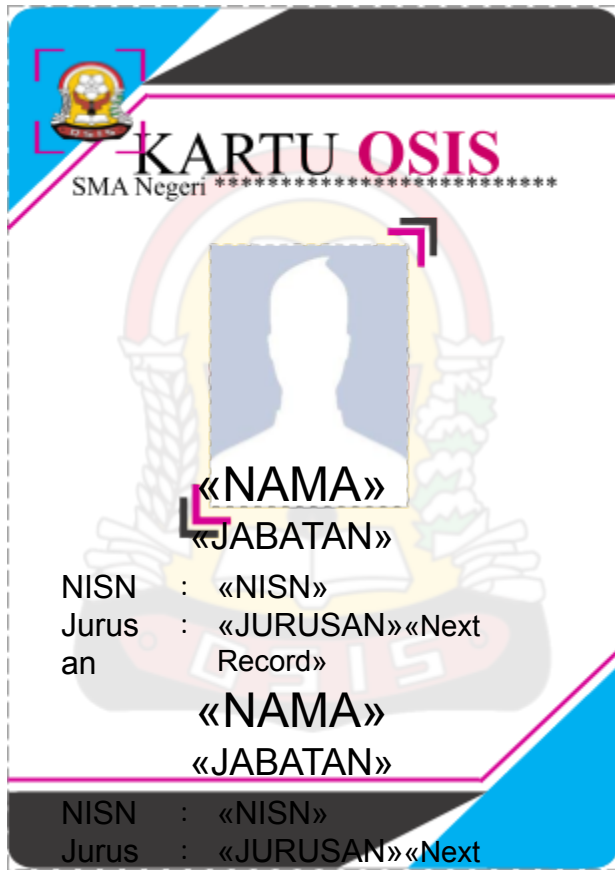 OSIS
KARTU OSIS
SMA Negeri **************************
«NAMA»
«JABATAN»
NISN : «NISN»
Jurus : «JURUSAN»«Next
an Record»
OSIS
«NAMA»
«JABATAN»
NISN : «NISN»
Jurus : «JURUSAN»«Next